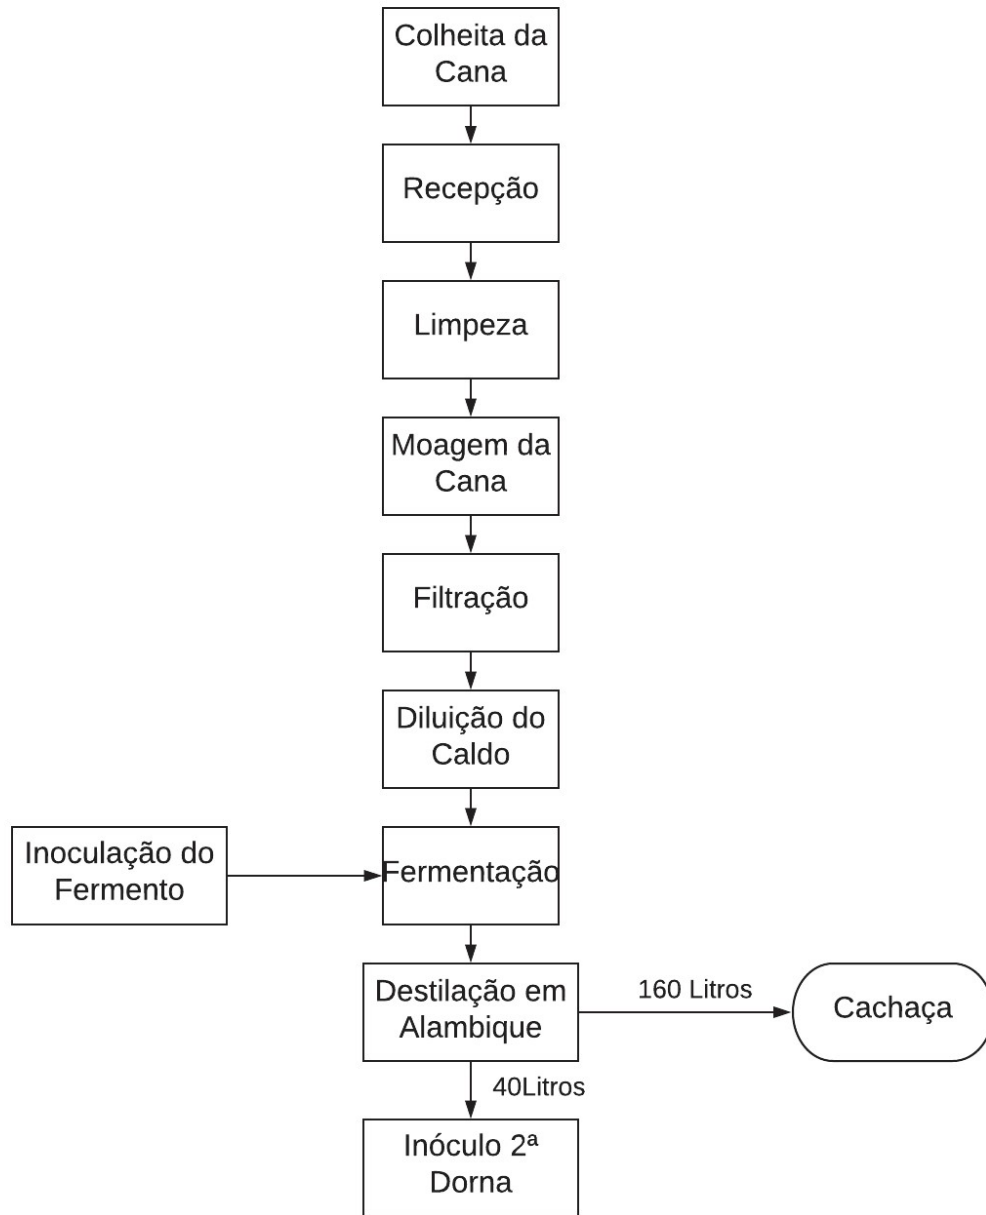 Colheita da
Cana
Recepção
Limpeza
Moagem da
Cana
Filtração
Diluição do
Caldo
Inoculação do
Fermento
Fermentação
Destilação em
Alambique
160 Litros
Cachaça
40Litros
Inóculo 2ª
Dorna